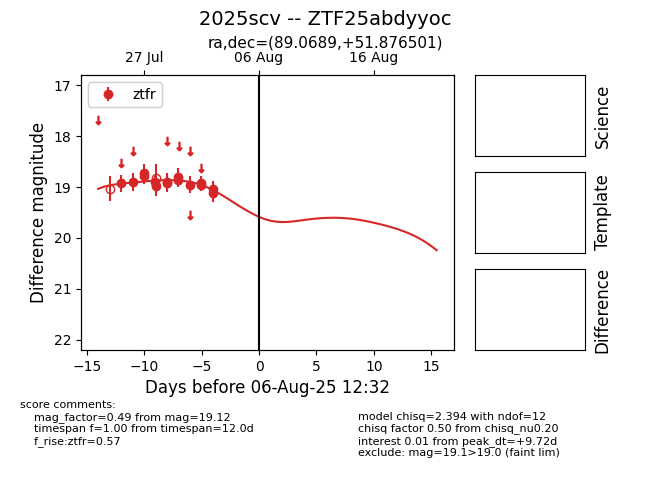 2025scv -- ZTF25abdyyoc
ra,dec=(89.0689,+51.876501)
27 Jul
06 Aug
16 Aug
ztfr
17
18
19
20
21
22
Difference magnitude
−15
−10
−5
0
5
10
15
Days before 06-Aug-25 12:32
Science
Template
Difference
score comments:
mag_factor=0.49 from mag=19.12
timespan f=1.00 from timespan=12.0d
f_rise:ztfr=0.57
model chisq=2.394 with ndof=12
chisq factor 0.50 from chisq_nu0.20
interest 0.01 from peak_dt=+9.72d
exclude: mag=19.1>19.0 (faint lim)